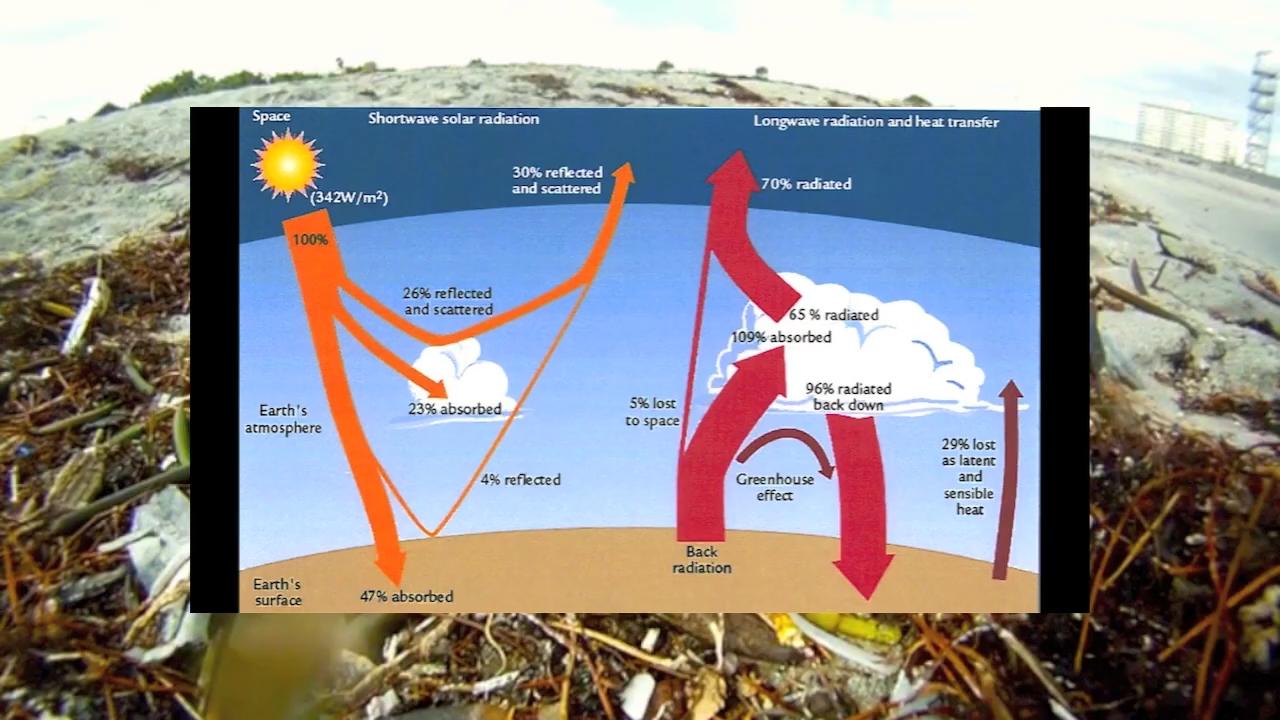 Space
Shortwave solar radiation
Longwave radiation and heat transfer
(342W/m²)
100%
30% reflected
and scattered
70% radiated
26% reflected
and scattered
65 % radiated
109% absorbed
23% absorbed
96% radiated
back down
5% lost
to space
Earth's
atmosphere
4% reflected
Greenhouse
effect
29% lost
as latent
and
sensible
heat
Back
radiation
Earth's
surface
47% absorbed